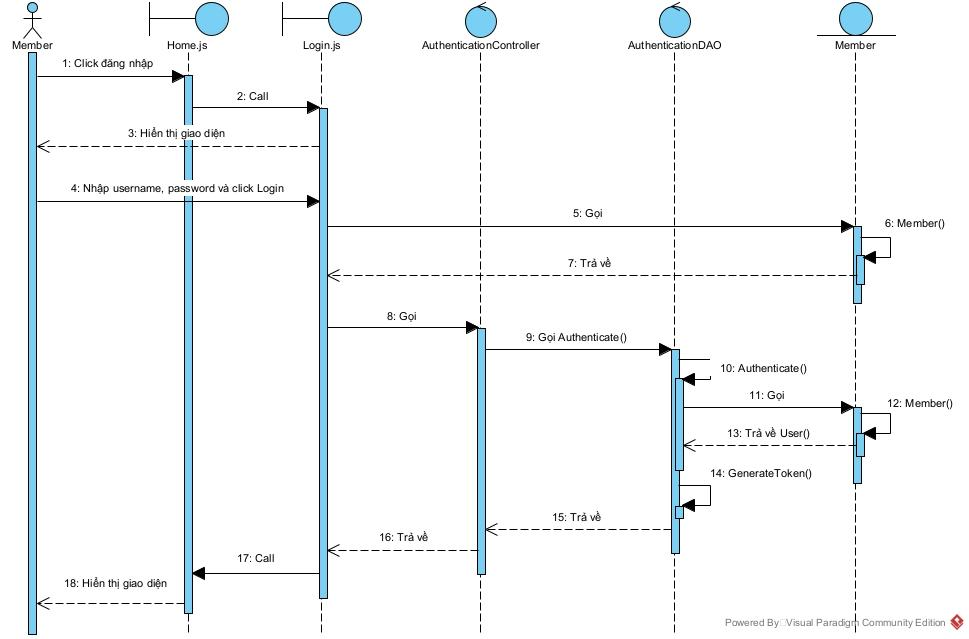 Member
Home.js
Login.js
AuthenticationController
AuthenticationDAO
Member
1: Click đăng nhập
2: Call
3: Hiển thị giao diện
4: Nhập username, password và click Login
5: Gọi
6: Member()
7: Trả về
8: Gọi
9: Gọi Authenticate()
10: Authenticate()
11: Gọi
12: Member()
13: Trả về User()
14: GenerateToken()
15: Trả về
16: Trả về
17: Call
18: Hiển thị giao diện
Powered By Visual Paradigm Community Edition